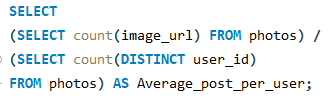 SELECT
(SELECT count(image_url) FROM photos) /
(SELECT count(DISTINCT user_id)
FROM photos) AS Average_post_per_user;